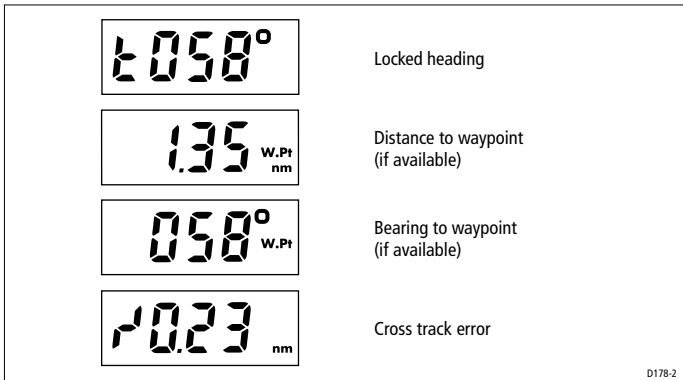 t058°
Locked heading
1.35 W.Pt
nm
Distance to waypoint
(if available)
058° W.Pt
Bearing to waypoint
(if available)
0.23 nm
Cross track error
D178-2